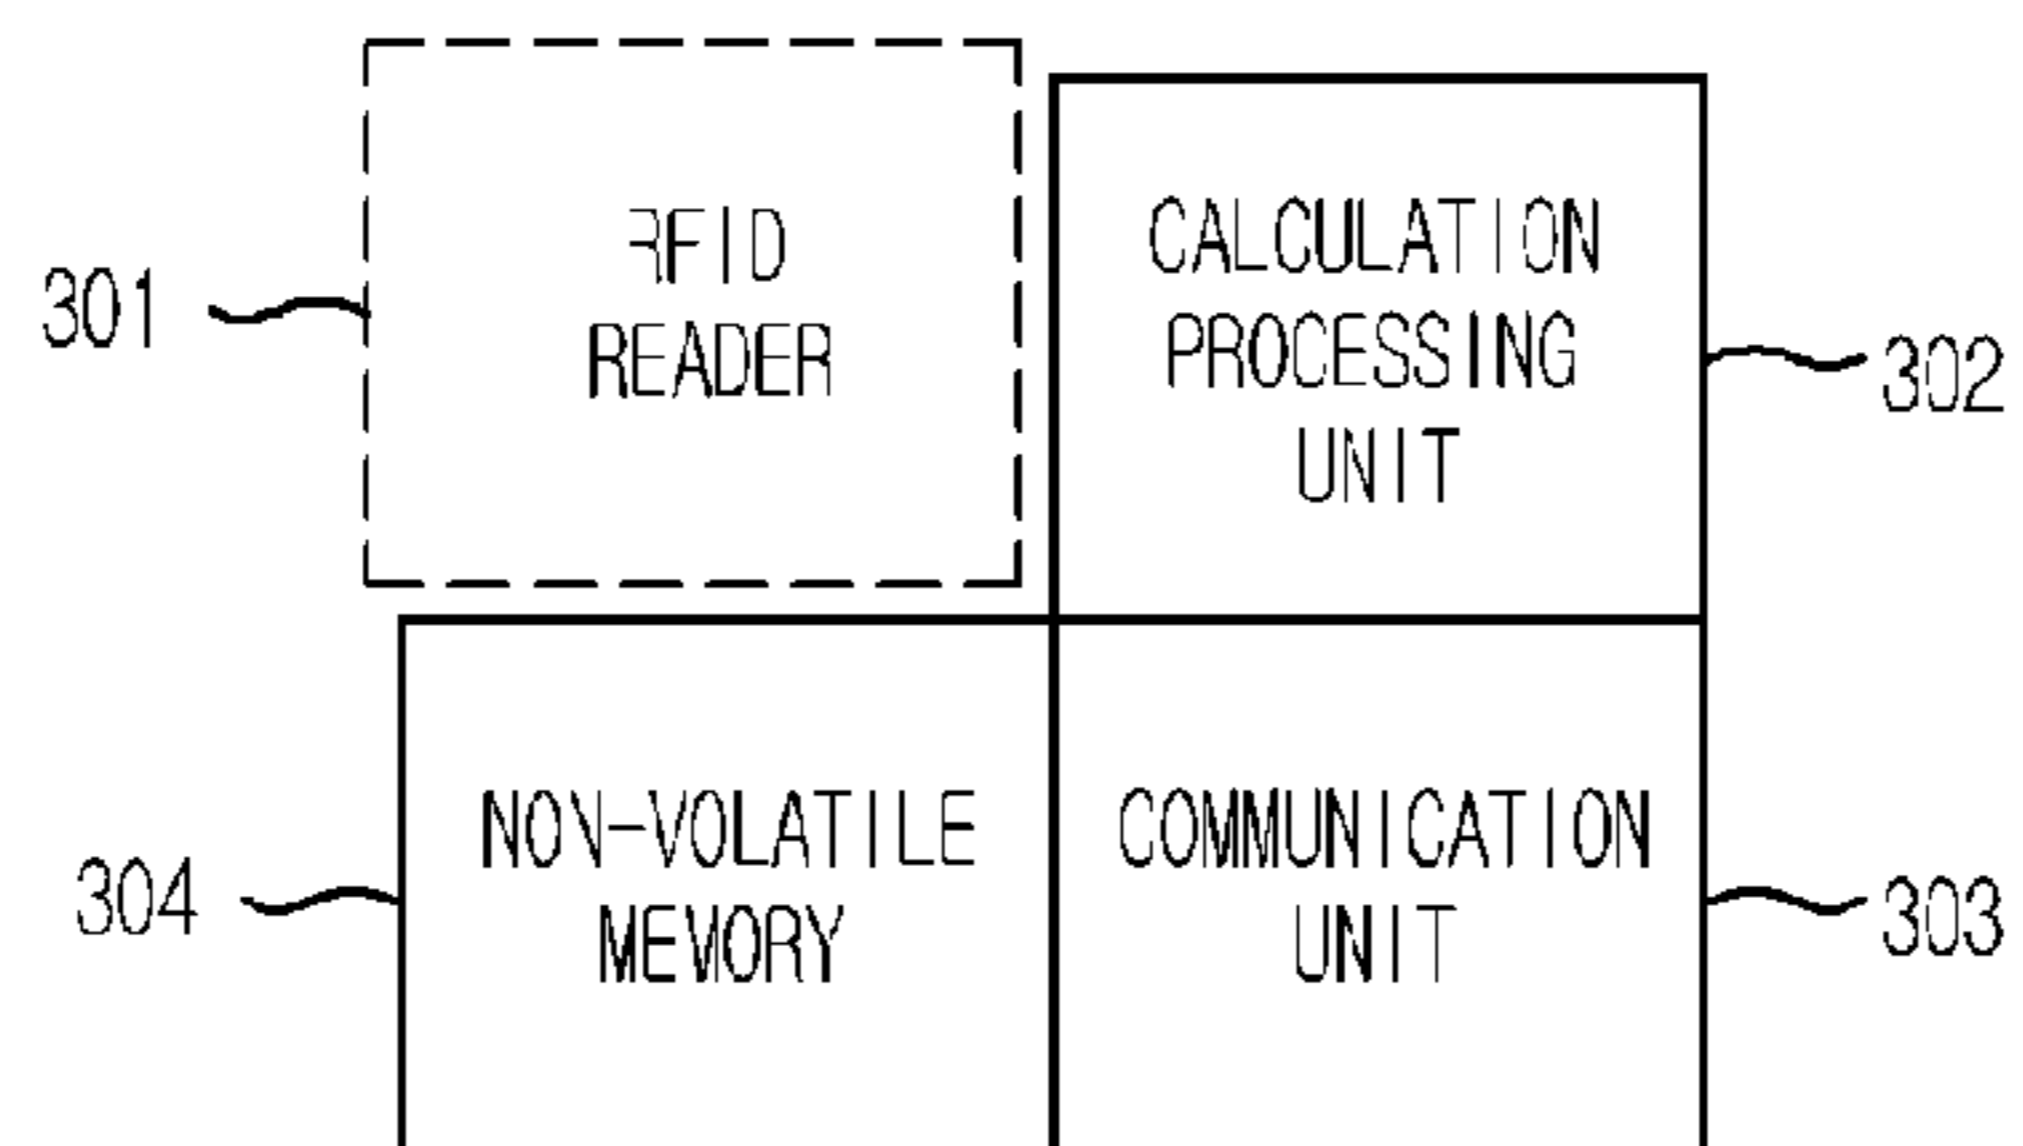 RFID
READER
301
CALCULATION
PROCESSING
UNIT
302
NON-VOLATILE
MEMORY
304
COMMUNICATION
UNIT
303